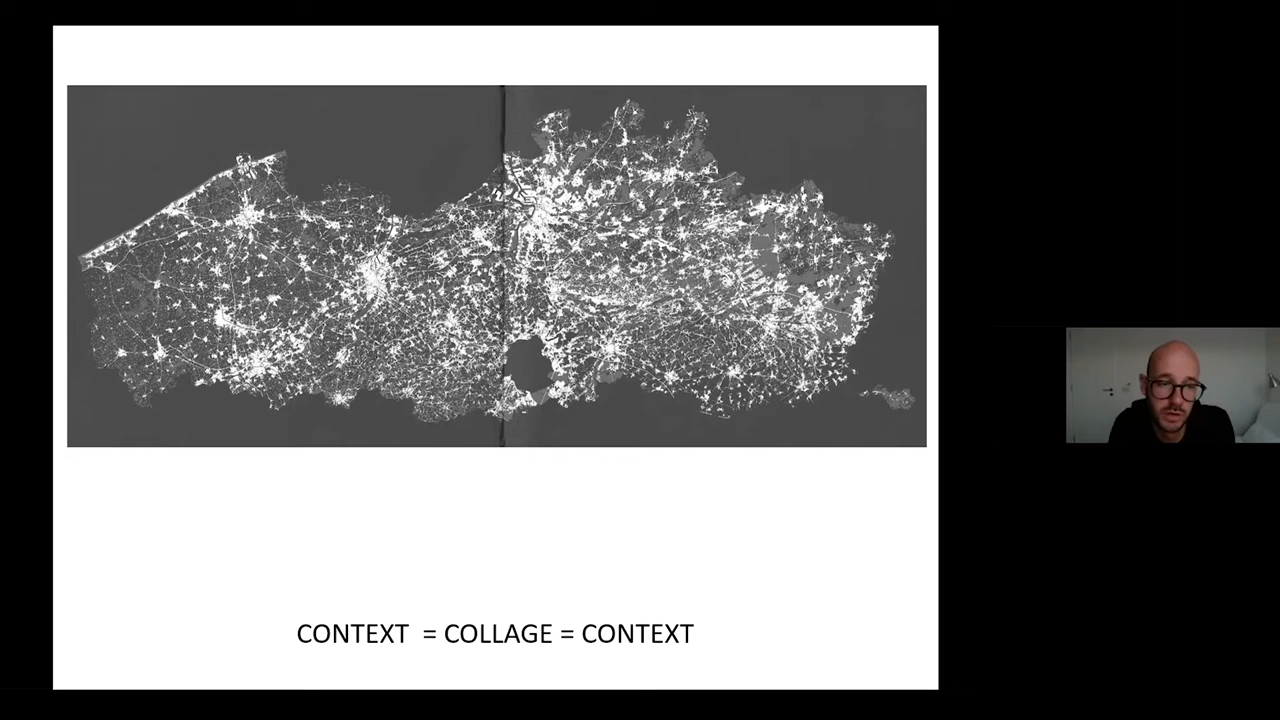 CONTEXT = COLLAGE = CONTEXT